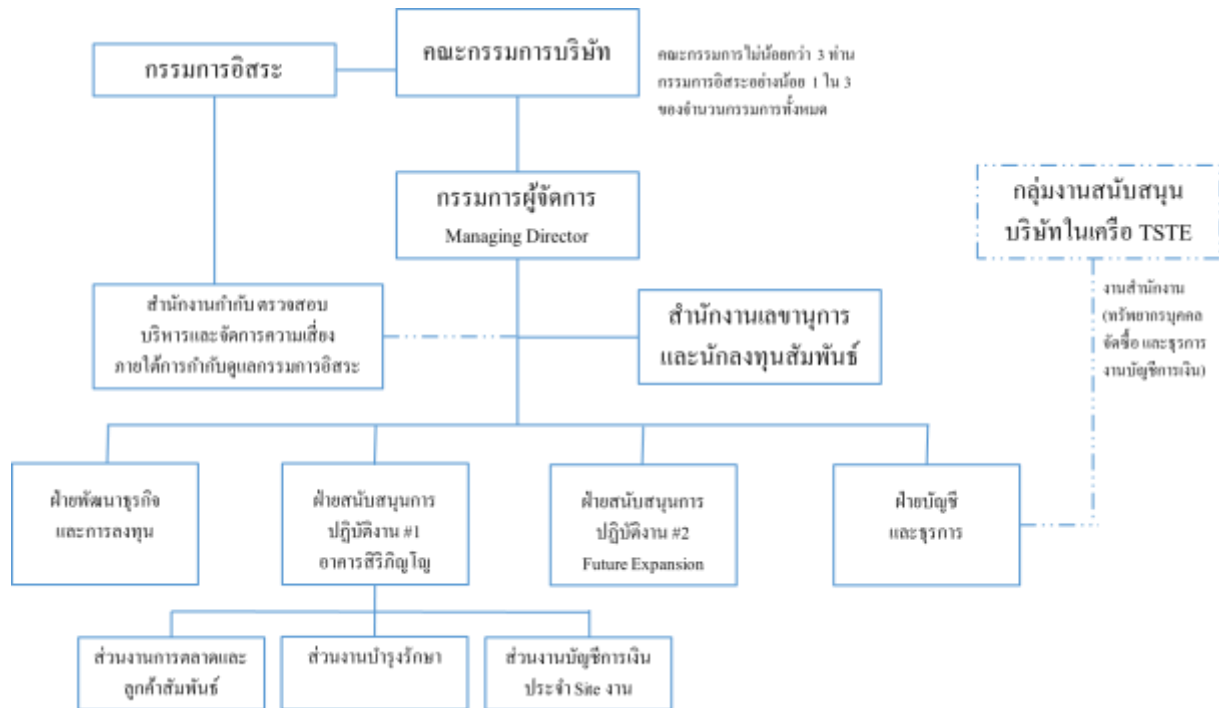 คณะกรรมการบริษัท
กรรมการอิสระ
คณะกรรมการไม่น้อยกว่า 3 ท่าน
กรรมการอิสระอย่างน้อย 1 ใน 3
ของจำนวนกรรมการทั้งหมด
กรรมการผู้จัดการ
Managing Director
กลุ่มงานสนับสนุน
บริษัทในเครือ TSTE
งานสำนักงาน
(ทรัพยากรบุคคล
จัดซื้อ และธุรการ
งานบัญชีการเงิน)
สำนักงานกำกับ ตรวจสอบ
บริหารและจัดการความเสี่ยง
ภายใต้การกำกับดูแลกรรมการอิสระ
สำนักงานเลขานุการ
และนักลงทุนสัมพันธ์
ฝ่ายพัฒนาธุรกิจ
และการลงทุน
ฝ่ายสนับสนุนการ
ปฏิบัติงาน #1
อาคารสิริภิญโญ
ฝ่ายสนับสนุนการ
ปฏิบัติงาน #2
Future Expansion
ฝ่ายบัญชี
และธุรการ
ส่วนงานการตลาดและ
ลูกค้าสัมพันธ์
ส่วนงานบำรุงรักษา
ส่วนงานบัญชีการเงิน
ประจำ Site งาน